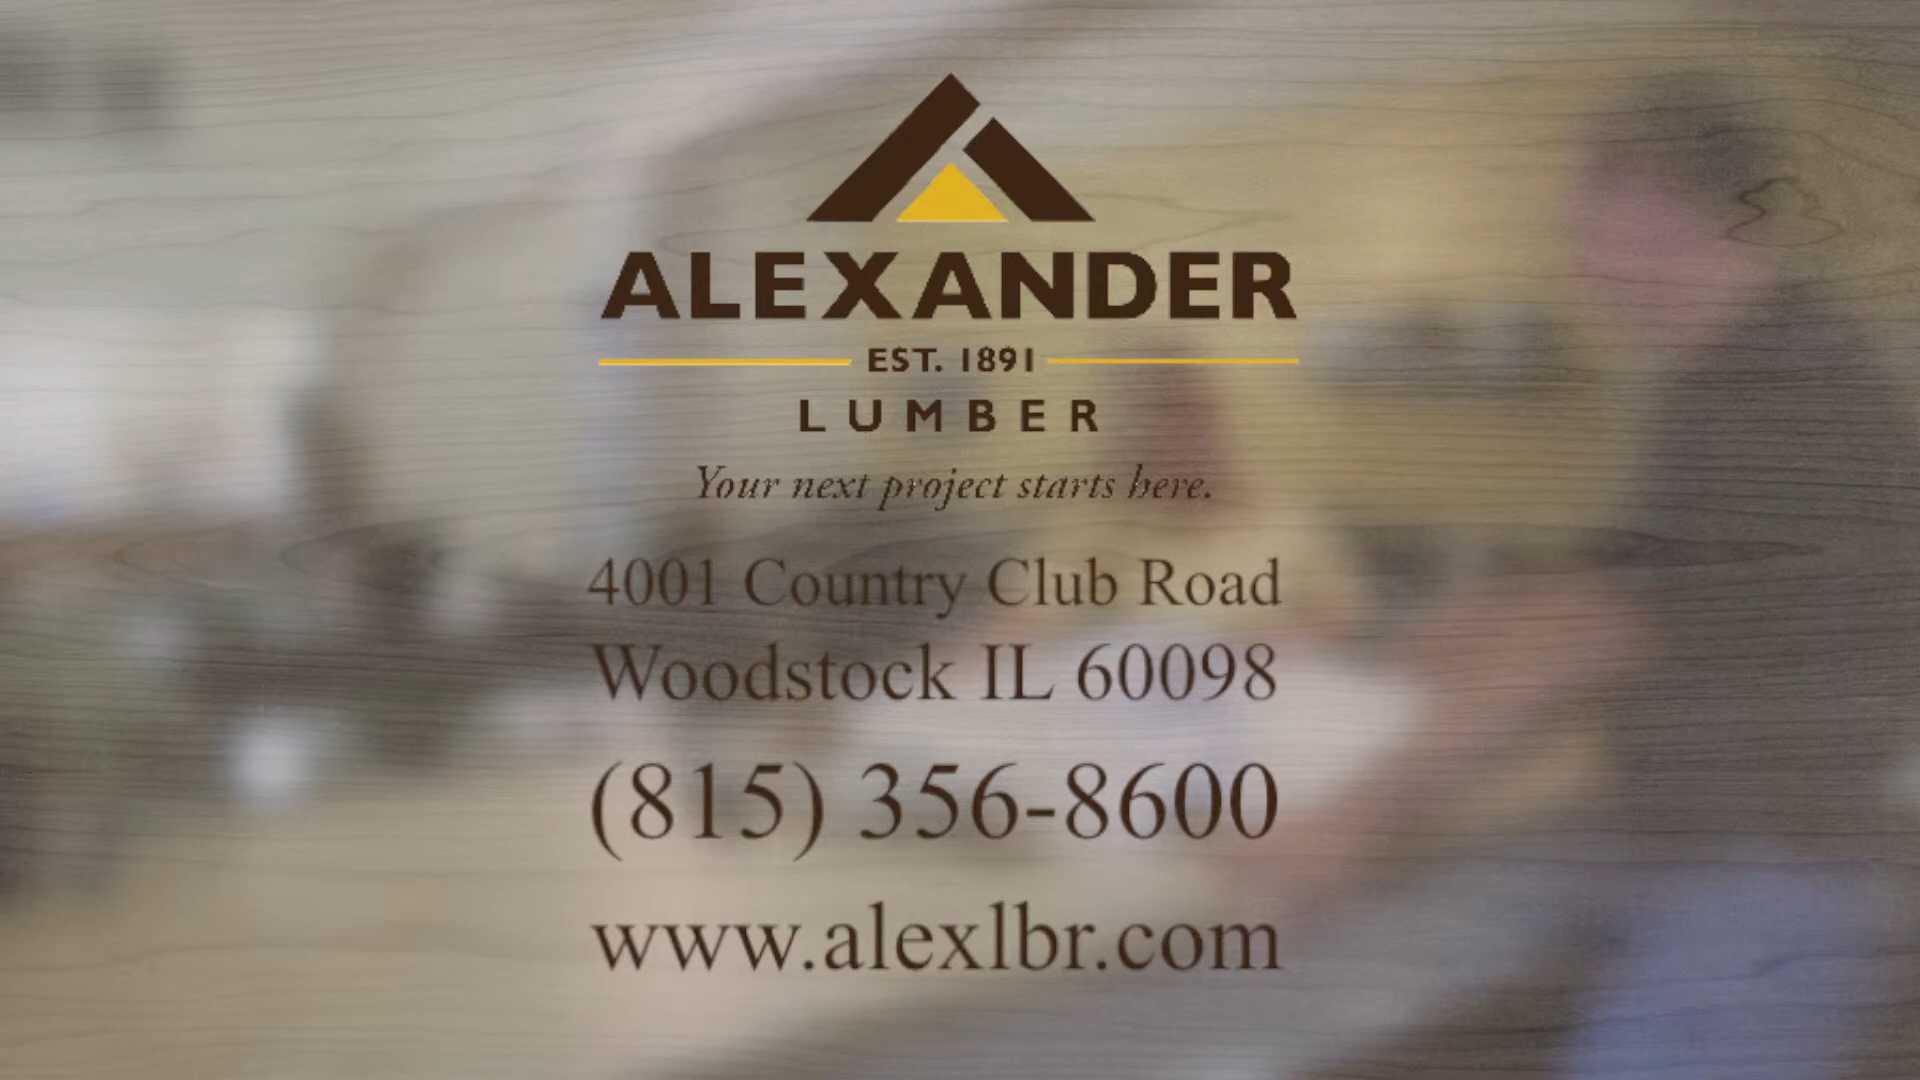 ALEXANDER
EST. 1891
LUMBER
Your next project starts here.
4001 Country Club Road
Woodstock IL 60098
(815) 356-8600
www.alexlbr.com